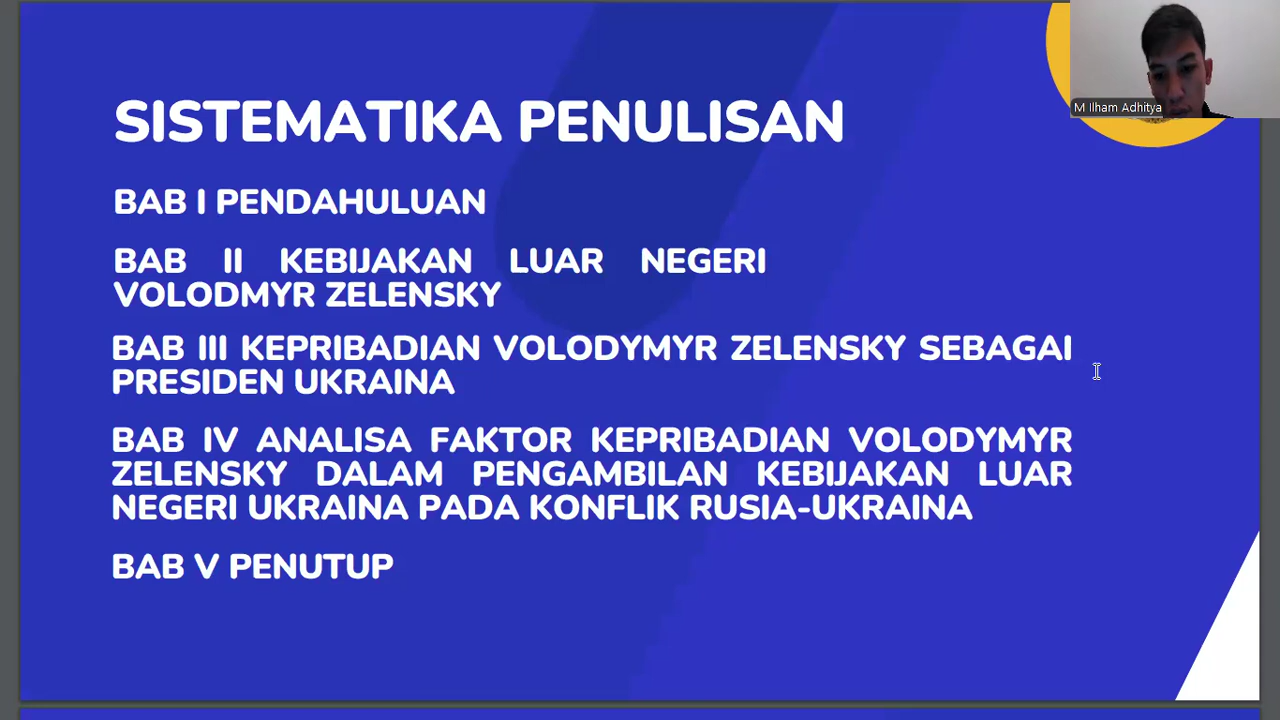 SISTEMATIKA PENULISAN
M Ilham Adhitya
BAB I PENDAHULUAN
BAB II KEBIJAKAN LUAR NEGERI
VOLODMYR ZELENSKY
BAB III KEPRIBADIAN VOLODYMYR ZELENSKY SEBAGAI
PRESIDEN UKRAINA
BAB IV ANALISA FAKTOR KEPRIBADIAN VOLODYMYR
ZELENSKY DALAM PENGAMBILAN KEBIJAKAN LUAR
NEGERI UKRAINA PADA KONFLIK RUSIA-UKRAINA
BAB V PENUTUP